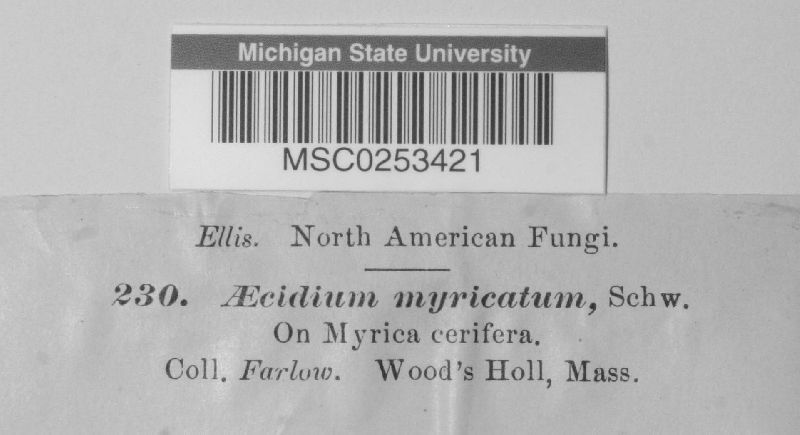 Michigan State University
MSC0253421
Ellis. North American Fungi.
230. Æcidium myricatum, Schw.
On Myrica cerifera.
Coll. Farlow. Wood's Holl, Mass.